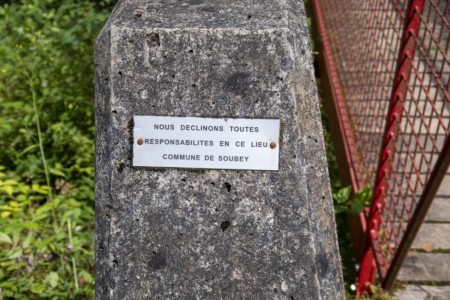 NOUS DECLINONS TOUTES
RESPONSABILITES EN CE LIEU
COMMUNE DE SOUBEY